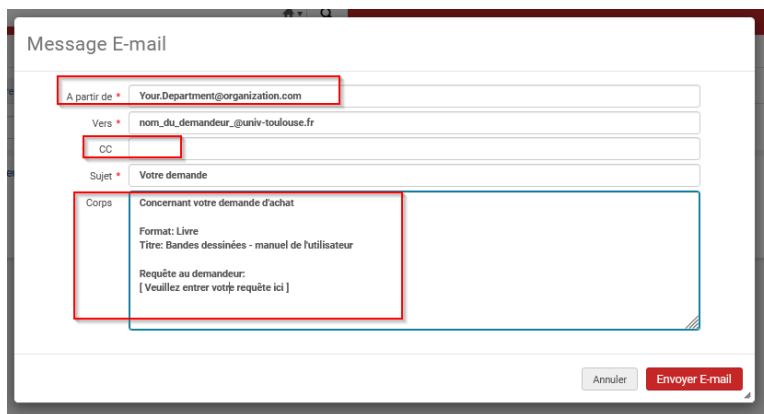 Message E-mail
A partir de * Your.Department@organization.com
Vers * nom_du_demandeur_@univ-toulouse.fr
CC
Sujet * Votre demande
Corps Concernant votre demande d'achat
Format: Livre
Titre: Bandes dessinées - manuel de l'utilisateur
Requête au demandeur:
[ Veuillez entrer votre requête ici ]
Annuler Envoyer E-mail